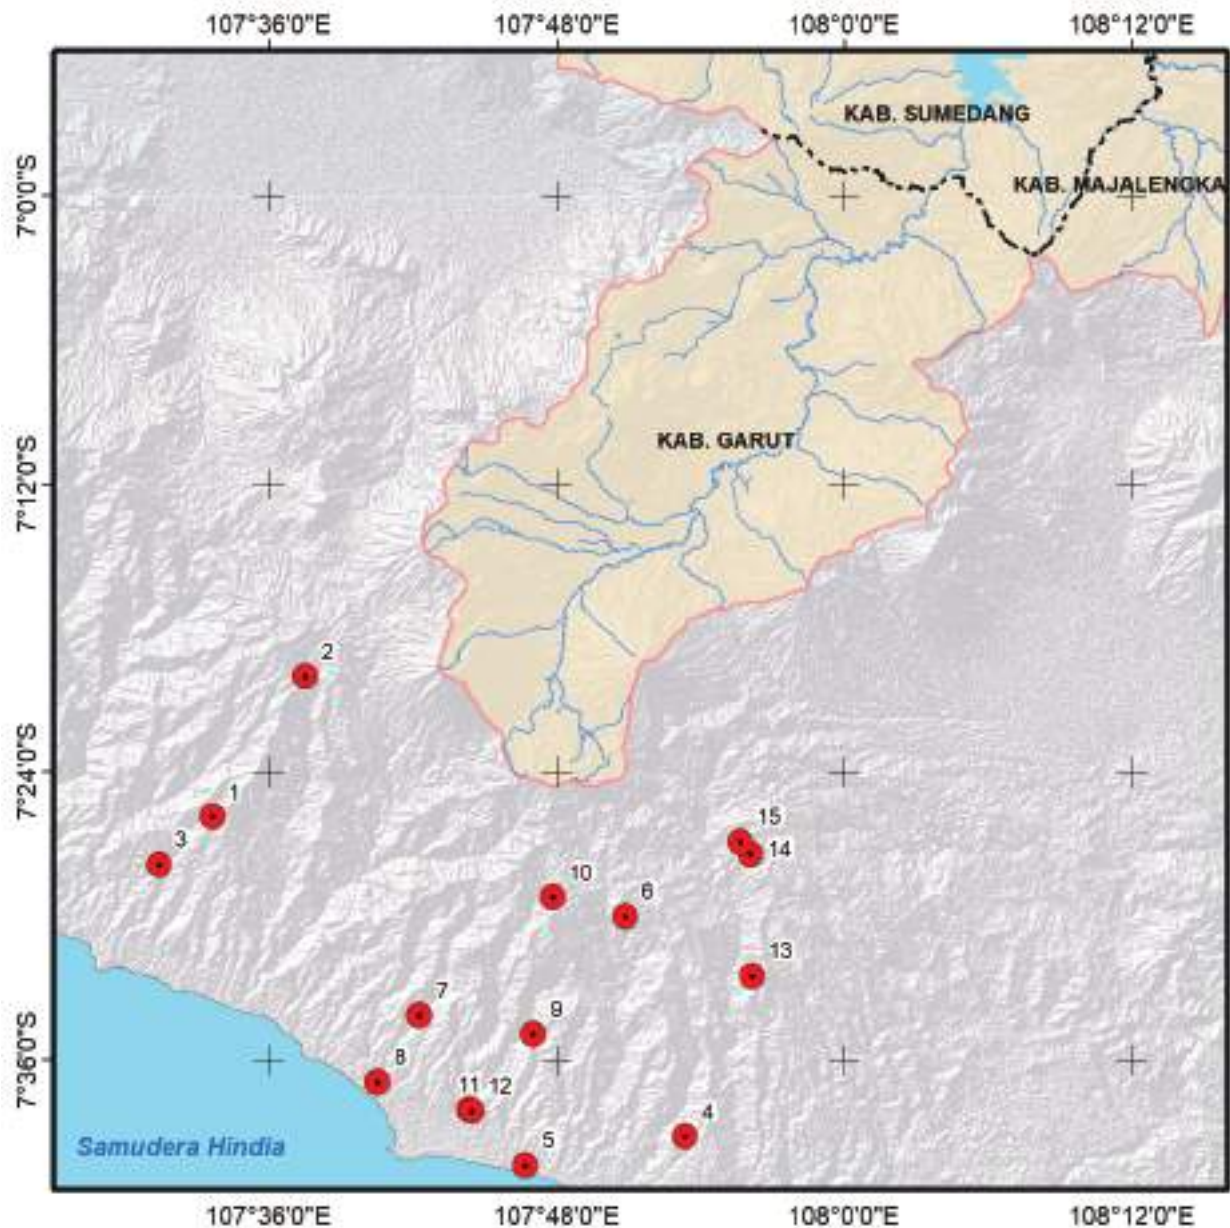 107°36'0"E 107°48'0"E 108°0'0"E 108°12'0"E
KAB. SUMEDANG
KAB. MAJALENGKA
7°0'0"S
KAB. GARUT
7°12'0"S
2
7°24'0"S
1
15
3
14
10
6
13
7
9
7°36'0"S
8
11 12
4
Samudera Hindia
5
107°36'0"E 107°48'0"E 108°0'0"E 108°12'0"E